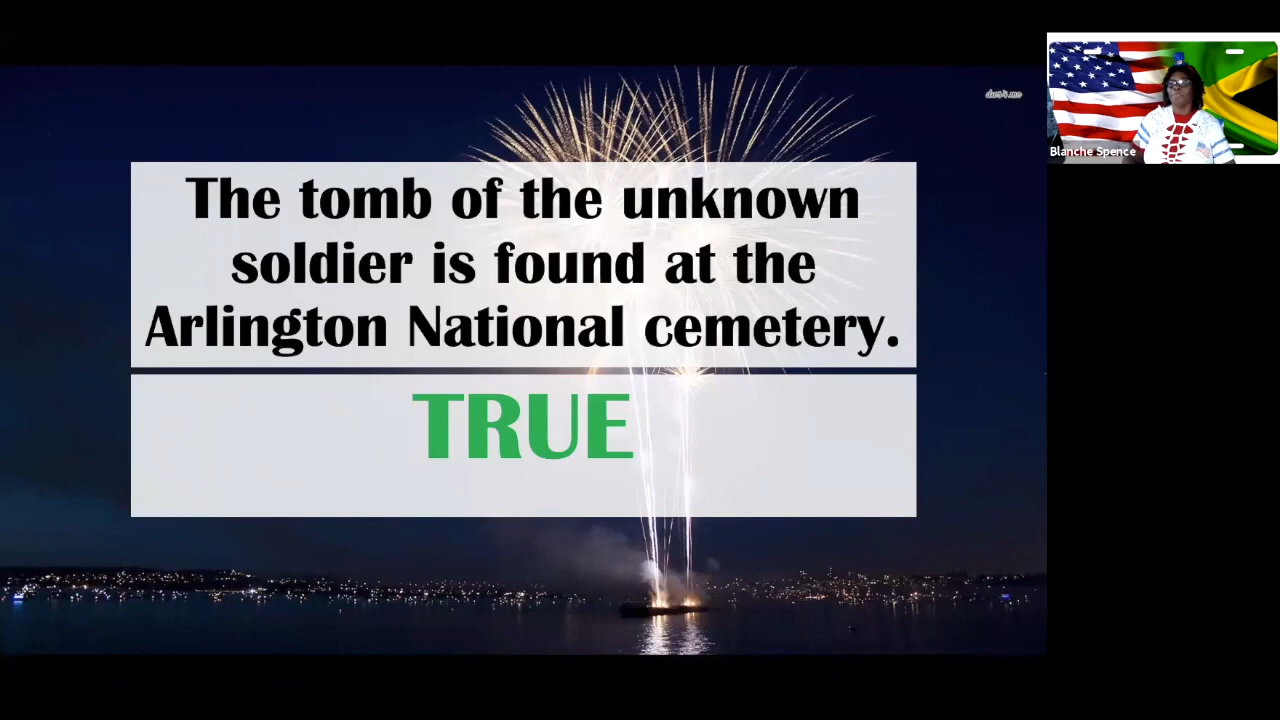 The tomb of the unknown
soldier is found at the
Arlington National cemetery.
TRUE
Blanche Spence